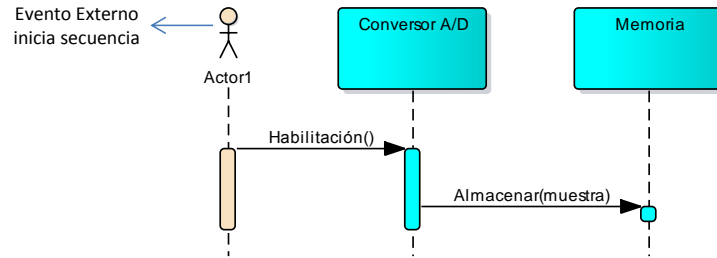 Evento Externo
inicia secuencia
Actor1
Conversor A/D
Memoria
Habilitación()
Almacenar(muestra)